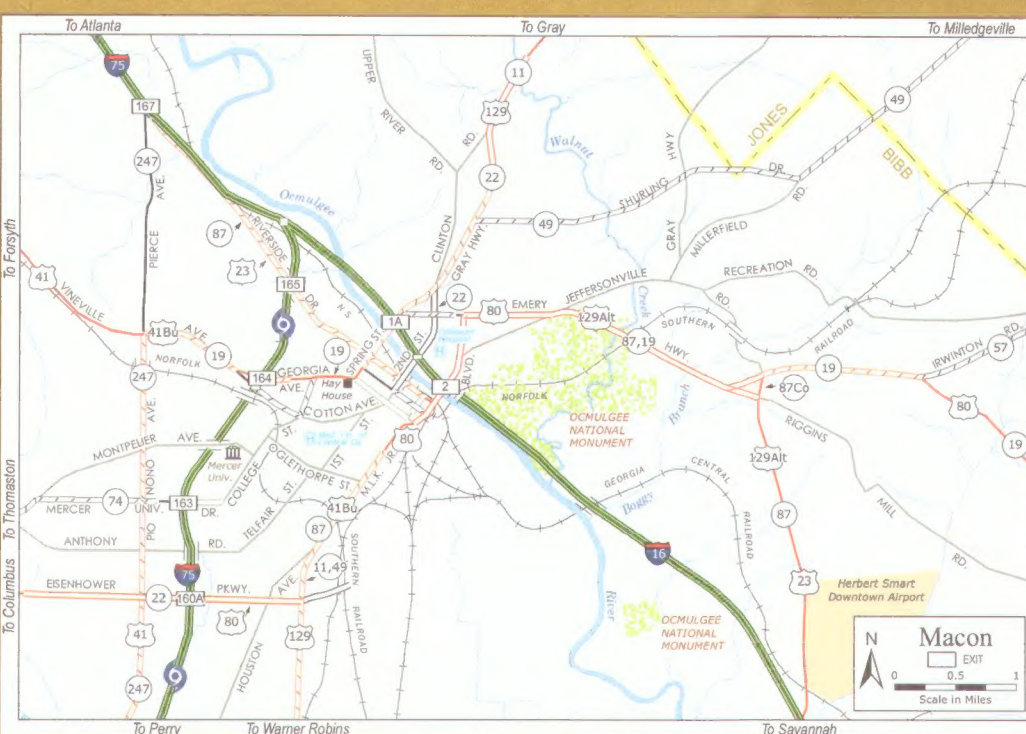 To Atlanta
To Gray
To Milledgeville
75
11
167
UPPER
RIVER
RD.
129
RD.
49
JONES
BIBB
247
Walnut
HWY
22
SHURLING
DR.
PIERCE
AVE.
Ocmulgee
49
GRAY
MILLERFIELD
RD.
87
RIVERSIDE
DR.
CLINTON
GRAY HWY.
To Forsyth
23
165
N S
22
JEFFERSONVILLE
RD.
RECREATION
RD.
41
VINEVILLE
AVE.
41Bu
80
EMERY
HWY.
129Alt
Creek
1A
SOUTHERN
RAILROAD
IRWINTON
RD.
57
19
19
SPRING ST.
2ND
ST.
87,19
NORFOLK
247
164
GEORGIA
AVE.
Hay
House
COTTON AVE.
2
BLVD.
NORFOLK
H
H
19
87Co
80
OCMULGEE
NATIONAL
MONUMENT
Branch
RIGGINS
MILL
RD.
MONTPELIER
AVE.
Mercer
Univ.
COLLEGE
ST.
OGLETHORPE ST.
1ST
ST.
80
M.L.K. JR.
129Alt
19
To Thomaston
74
MERCER
UNIV.
DR.
163
PIO NONO
AVE.
TELFAIR
ST.
41Bu
GEORGIA
CENTRAL
RAILROAD
Boggy
87
87
ANTHONY
RD.
SOUTHERN
RAILROAD
16
To Columbus
EISENHOWER
PKWY.
75
11,49
22
160A
80
AVE.
HOUSTON
23
Herbert Smart
Downtown Airport
River
41
129
OCMULGEE
NATIONAL
MONUMENT
247
N
Macon
EXIT
0
0.5
1
Scale in Miles
To Perry
To Warner Robins
To Savannah